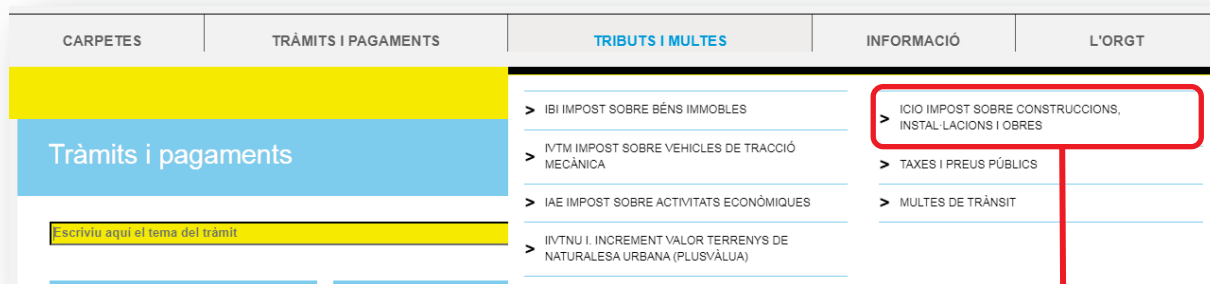 CARPETES
TRÀMITS I PAGAMENTS
TRIBUTS I MULTES
INFORMACIÓ
L'ORGT
Tràmits i pagaments
Escriviu aquí el tema del tràmit
> IBI IMPOST SOBRE BÉNS IMMOBLES
> IVTM IMPOST SOBRE VEHICLES DE TRACCIÓ
MECÀNICA
> IAE IMPOST SOBRE ACTIVITATS ECONÒMIQUES
> IIVTNU I. INCREMENT VALOR TERRENYS DE
NATURALESA URBANA (PLUSVÀLUA)
> ICIO IMPOST SOBRE CONSTRUCCIONS,
INSTAL·LACIONS I OBRES
> TAXES I PREUS PÚBLICS
> MULTES DE TRÀNSIT